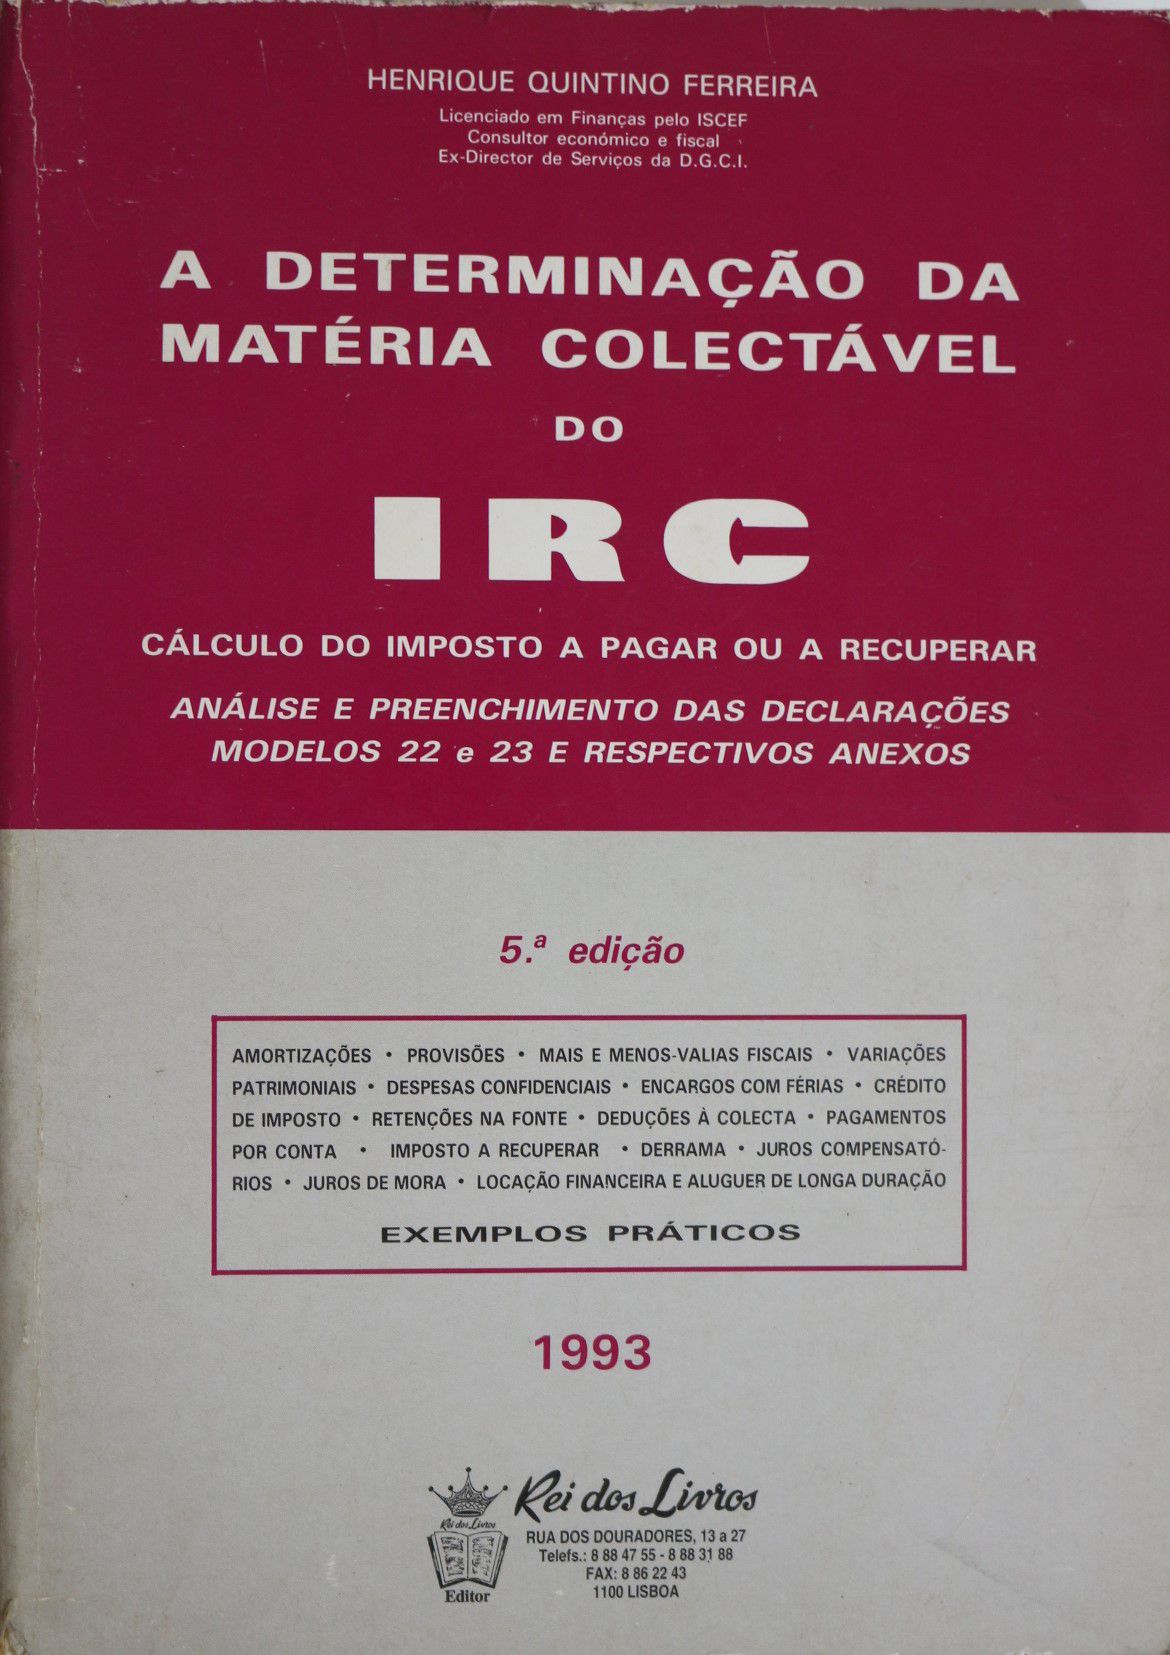 HENRIQUE QUINTINO FERREIRA
Licenciado em Finanças pelo ISCEF
Consultor económico e fiscal
Ex-Director de Serviços da D.G.C.I.
A DETERMINAÇÃO DA
MATÉRIA COLECTÁVEL
DO
IRC
CÁLCULO DO IMPOSTO A PAGAR OU A RECUPERAR
ANÁLISE E PREENCHIMENTO DAS DECLARAÇÕES
MODELOS 22 e 23 E RESPECTIVOS ANEXOS
5.ª edição
AMORTIZAÇÕES • PROVISÕES • MAIS E MENOS-VALIAS FISCAIS • VARIAÇÕES
PATRIMONIAIS • DESPESAS CONFIDENCIAIS • ENCARGOS COM FÉRIAS • CRÉDITO
DE IMPOSTO • RETENÇÕES NA FONTE • DEDUÇÕES À COLECTA • PAGAMENTOS
POR CONTA • IMPOSTO A RECUPERAR • DERRAMA • JUROS COMPENSATÓ-
RIOS • JUROS DE MORA • LOCAÇÃO FINANCEIRA E ALUGUER DE LONGA DURAÇÃO
EXEMPLOS PRÁTICOS
1993
Rei dos Livros
Editor
Rei dos Livros
RUA DOS DOURADORES, 13 a 27
Telefs.: 8 88 47 55 - 8 88 31 88
FAX: 8 86 22 43
1100 LISBOA